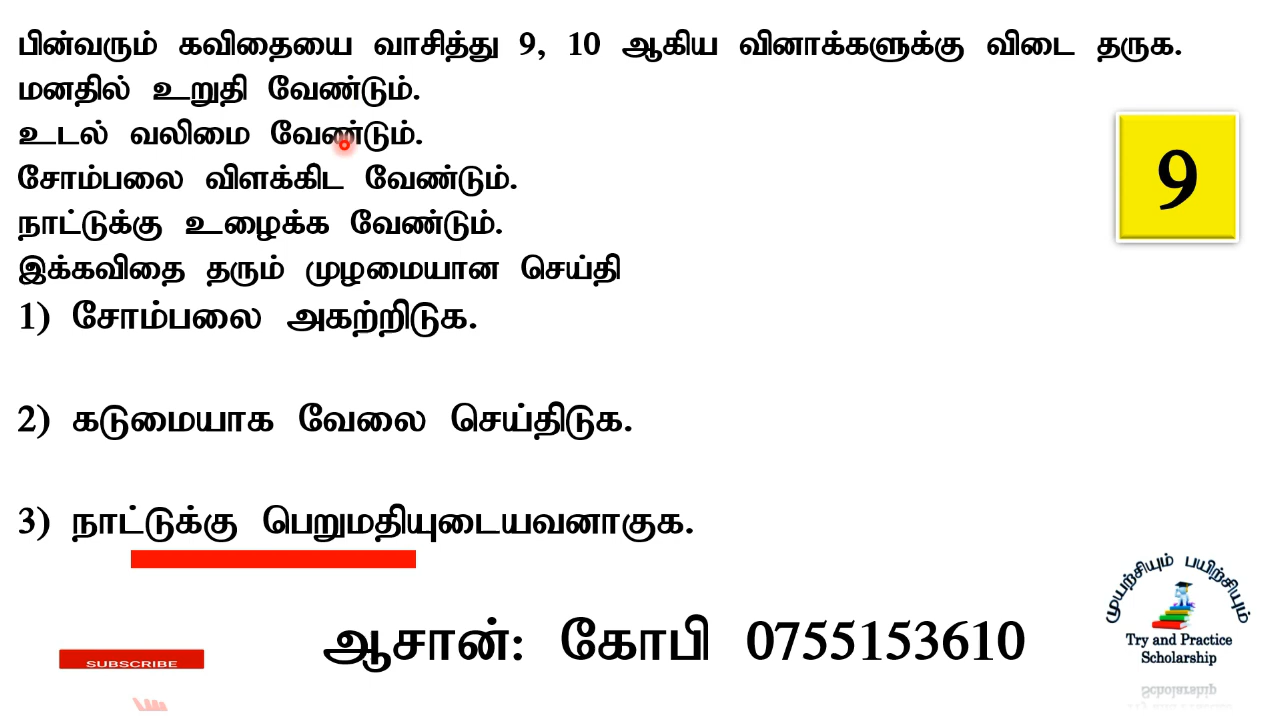 பின்வரும் கவிதையை வாசித்து 9, 10 ஆகிய வினாக்களுக்கு விடை தருக.
மனதில் உறுதி வேண்டும்.
உடல் வலிமை வேண்டும்.
சோம்பலை விளக்கிட வேண்டும்.
நாட்டுக்கு உழைக்க வேண்டும்.
இக்கவிதை தரும் முழமையான செய்தி
1) சோம்பலை அகற்றிடுக.
2) கடுமையாக வேலை செய்திடுக.
3) நாட்டுக்கு பெறுமதியுடையவனாகுக.
9
ஆசான்: கோபி 0755153610
SUBSCRIBE
முயற்சியும் பயிற்சியும்
Try and Practice
Scholarship